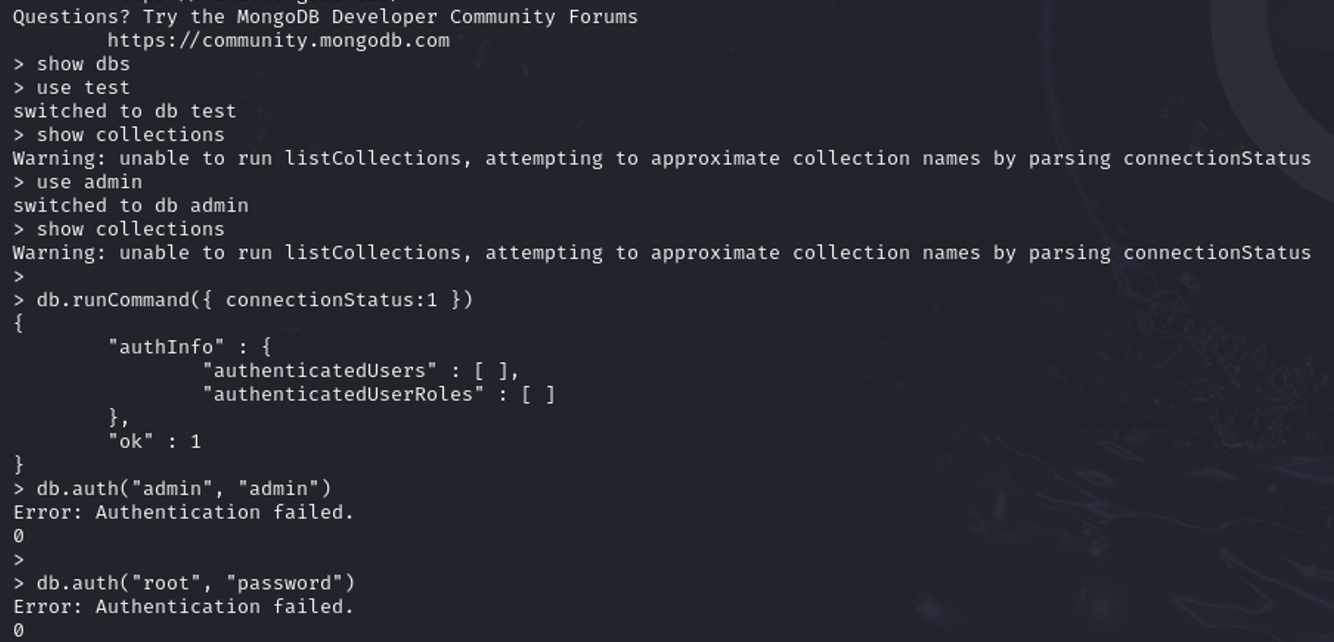 Questions? Try the MongoDB Developer Community Forums
        https://community.mongodb.com
> show dbs
> use test
switched to db test
> show collections
Warning: unable to run listCollections, attempting to approximate collection names by parsing connectionStatus
> use admin
switched to db admin
> show collections
Warning: unable to run listCollections, attempting to approximate collection names by parsing connectionStatus
>
> db.runCommand({ connectionStatus:1 })
{
        "authInfo" : {
                "authenticatedUsers" : [ ],
                "authenticatedUserRoles" : [ ]
        },
        "ok" : 1
}
> db.auth("admin", "admin")
Error: Authentication failed.
0
>
> db.auth("root", "password")
Error: Authentication failed.
0